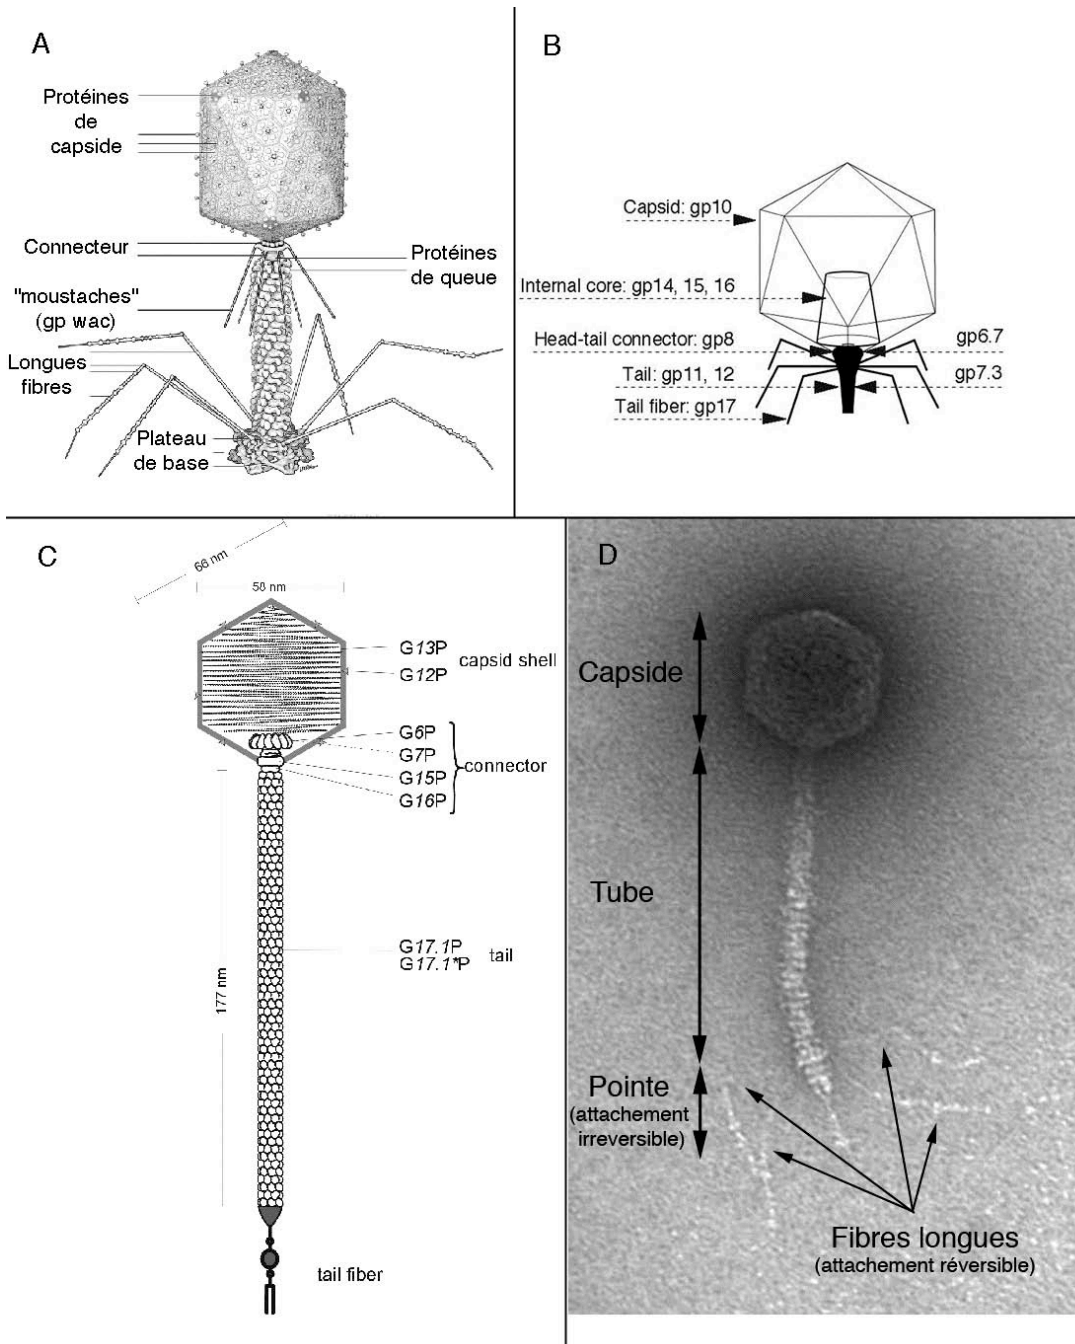 A
Protéines
de
capside
Connecteur
Protéines
de queue
"moustaches"
(gp wac)
Longues
fibres
Plateau
de base
B
Capsid: gp10
Internal core: gp14, 15, 16
Head-tail connector: gp8
gp6.7
Tail: gp11, 12
gp7.3
Tail fiber: gp17
C
66 nm
58 nm
G13P
capsid shell
G12P
G6P
G7P
connector
G15P
G16P
G17.1P
tail
G17.1*P
177 nm
tail fiber
D
Capside
Tube
Pointe
(attachement
irreversible)
Fibres longues
(attachement réversible)